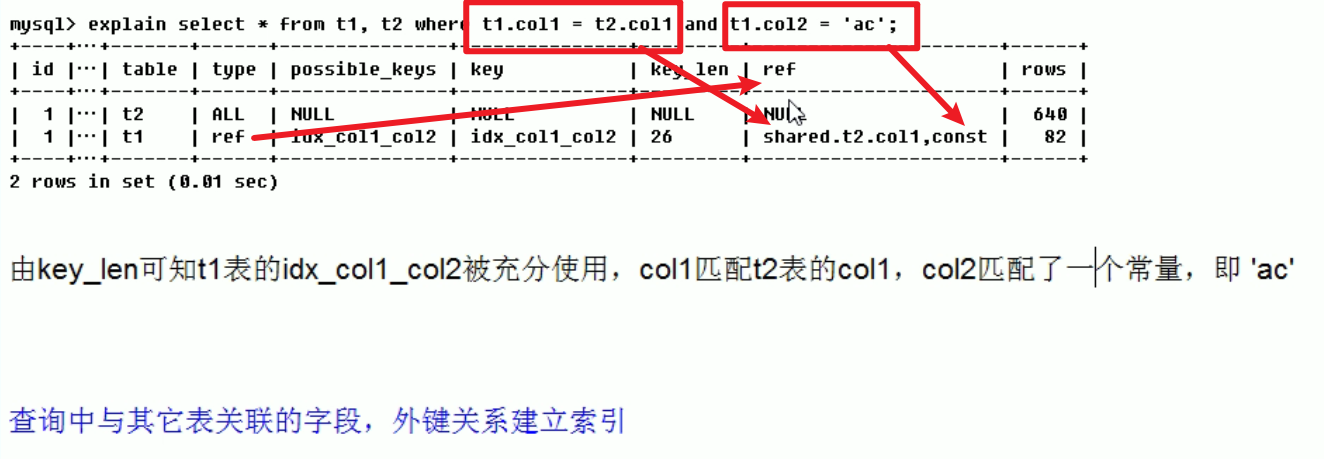 mysql> explain select * from t1, t2 where t1.col1 = t2.col1 and t1.col2 = 'ac';
+----+...+-------+------+---------------+---------------+---------+----------------------+------+
| id |...| table | type | possible_keys | key | key_len | ref | rows |
+----+...+-------+------+---------------+---------------+---------+----------------------+------+
| 1 |...| t2 | ALL | NULL | NULL | NULL | NULL | 640 |
| 1 |...| t1 | ref | idx_col1_col2 | idx_col1_col2 | 26 | shared.t2.col1,const | 82 |
+----+...+-------+------+---------------+---------------+---------+----------------------+------+
2 rows in set (0.01 sec)
由key_len可知t1表的idx_col1_col2被充分使用，col1匹配t2表的col1，col2匹配了一个常量，即 'ac'
查询中与其它表关联的字段，外键关系建立索引